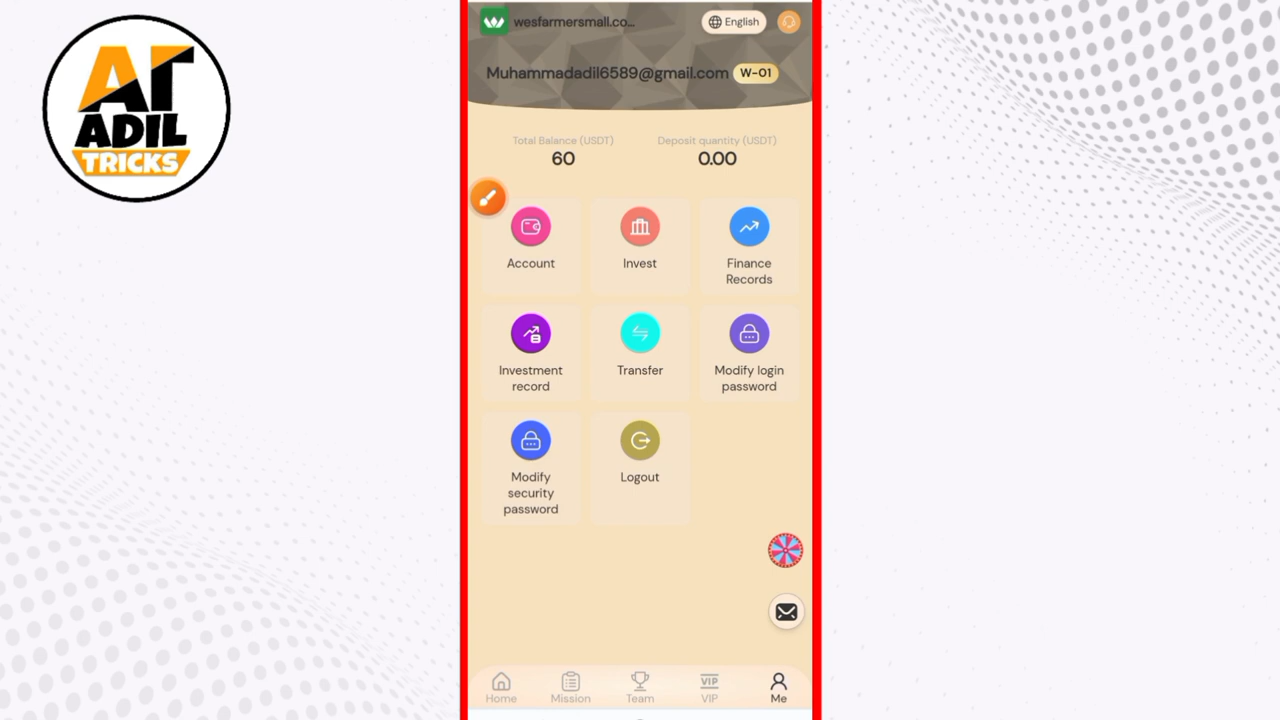 AT
ADIL
TRICKS
wesfarmersmall.co...
English
Muhammadadil6589@gmail.com W-01
Total Balance (USDT) Deposit quantity (USDT)
60 0.00
Account Invest Finance
Records
Investment Transfer Modify login
record password
Modify Logout
security
password
VIP
Home Mission Team VIP Me